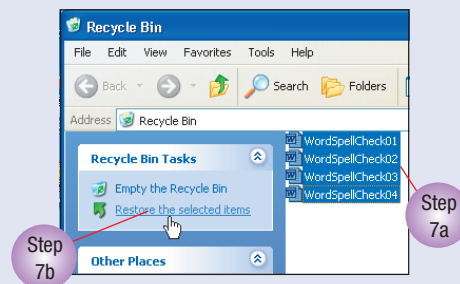 Recycle Bin
File Edit View Favorites Tools Help
Back Search Folders
Address Recycle Bin
Recycle Bin Tasks
Empty the Recycle Bin
Restore the selected items
Other Places
WordSpellCheck01
WordSpellCheck02
WordSpellCheck03
WordSpellCheck04
Step
7a
Step
7b